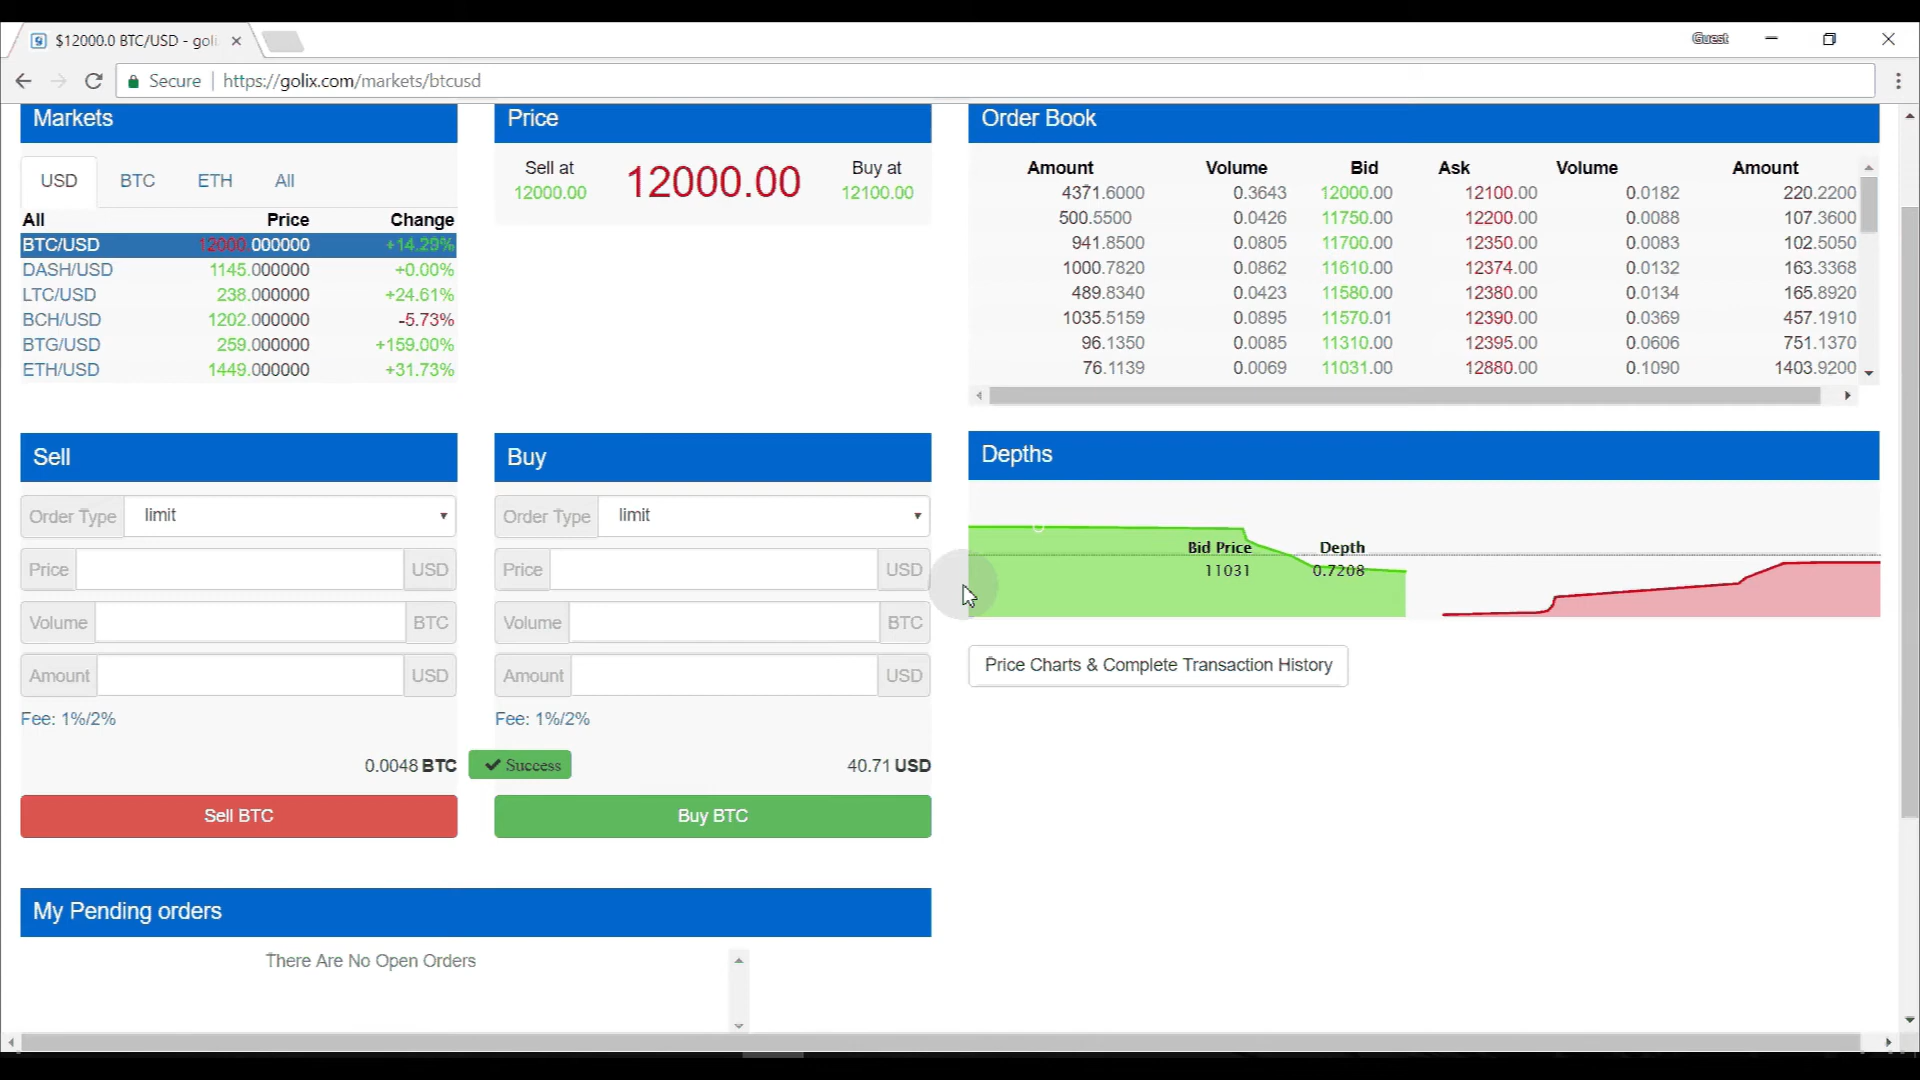 $12000.0 BTC/USD - goli
Guest
Secure | https://golix.com/markets/btcusd
Markets
USD BTC ETH All
All Price Change
BTC/USD 12000.000000 +14.29%
DASH/USD 1145.000000 +0.00%
LTC/USD 238.000000 +24.61%
BCH/USD 1202.000000 -5.73%
BTG/USD 259.000000 +159.00%
ETH/USD 1449.000000 +31.73%
Price
Sell at 12000.00 Buy at
12000.00 12100.00
Order Book
Amount Volume Bid Ask Volume Amount
4371.6000 0.3643 12000.00 12100.00 0.0182 220.2200
500.5500 0.0426 11750.00 12200.00 0.0088 107.3600
941.8500 0.0805 11700.00 12350.00 0.0083 102.5050
1000.7820 0.0862 11610.00 12374.00 0.0132 163.3368
489.8340 0.0423 11580.00 12380.00 0.0134 165.8920
1035.5159 0.0895 11570.01 12390.00 0.0369 457.1910
96.1350 0.0085 11310.00 12395.00 0.0606 751.1370
76.1139 0.0069 11031.00 12880.00 0.1090 1403.9200
Sell
Order Type limit
Price USD
Volume BTC
Amount USD
Fee: 1%/2%
0.0048 BTC
Sell BTC
Success
Buy
Order Type limit
Price USD
Volume BTC
Amount USD
Fee: 1%/2%
40.71 USD
Buy BTC
Depths
Bid Price Depth
11031 0.7208
Price Charts & Complete Transaction History
My Pending orders
There Are No Open Orders